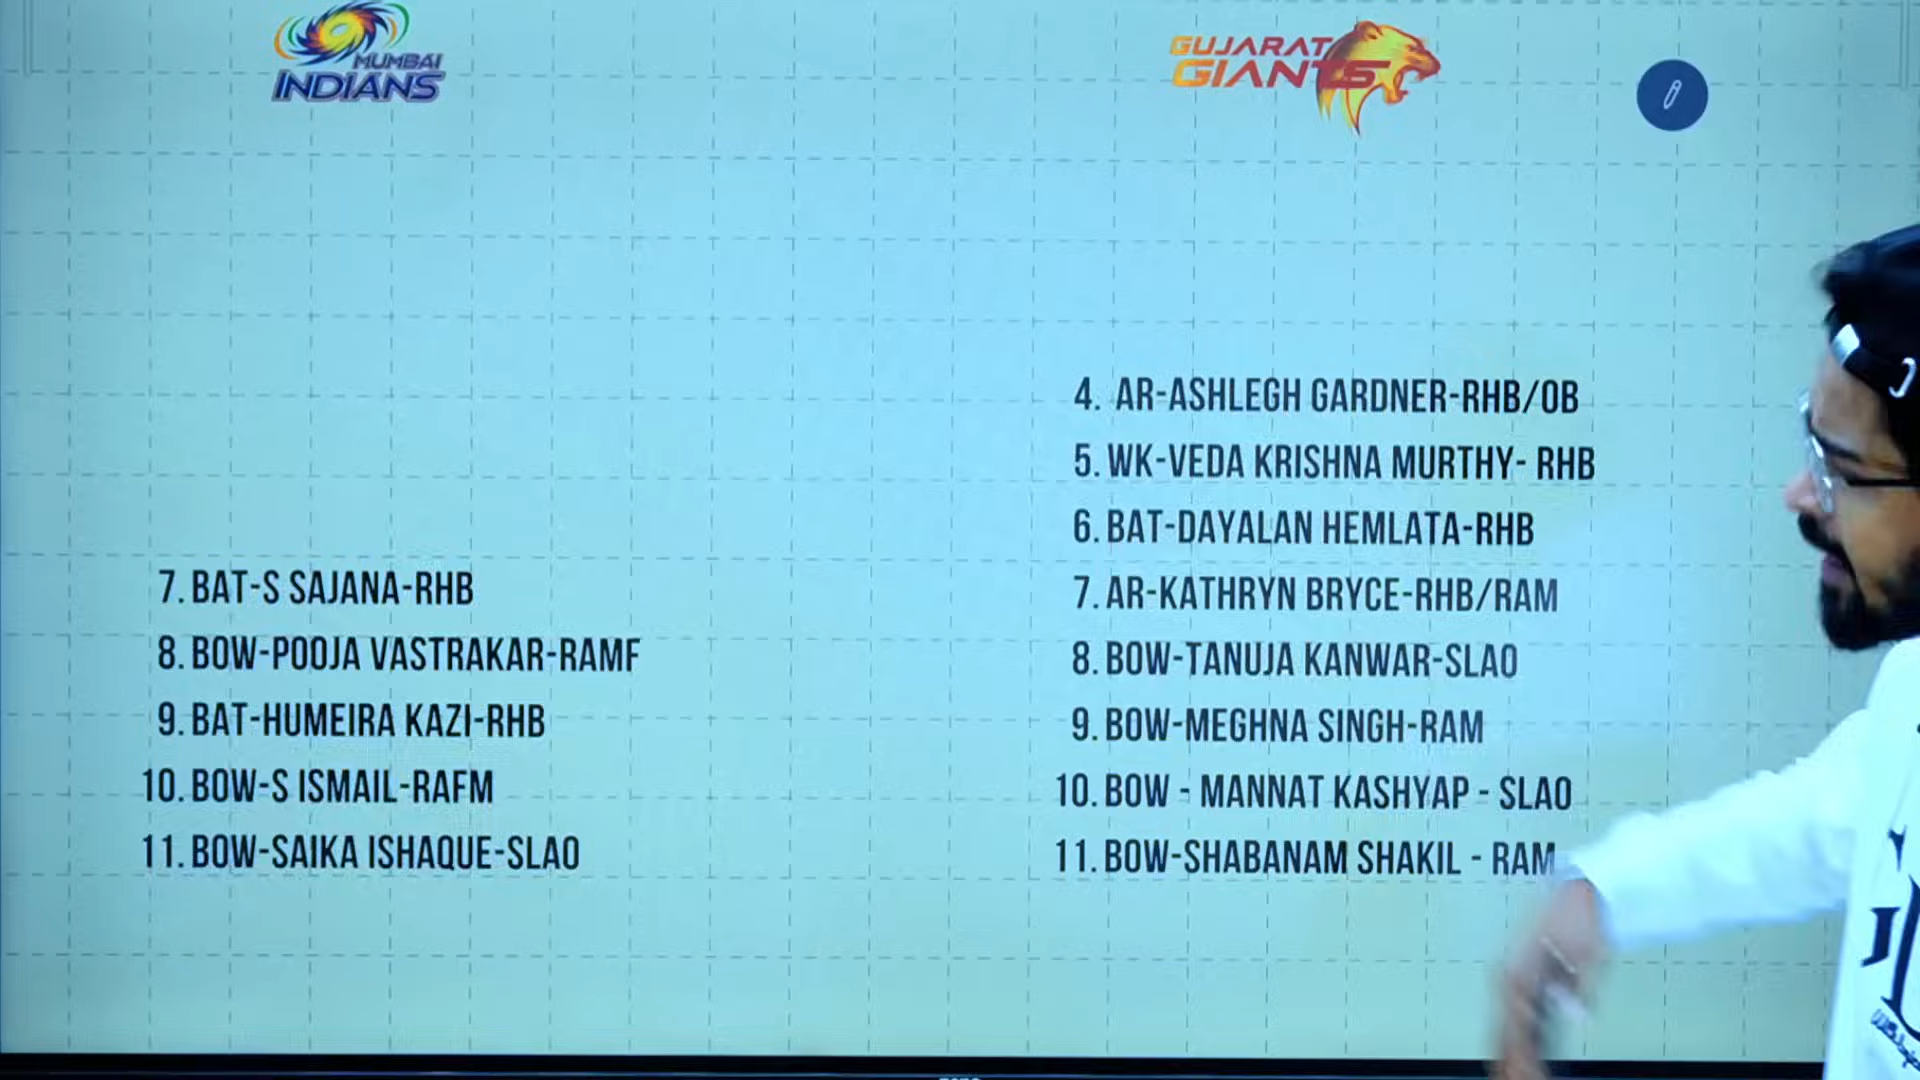 MUMBAI
INDIANS
GUJARAT
GIANTS
7. BAT-S SAJANA-RHB
8. BOW-POOJA VASTRAKAR-RAMF
9. BAT-HUMEIRA KAZI-RHB
10. BOW-S ISMAIL-RAFM
11. BOW-SAIKA ISHAQUE-SLAO
4. AR-ASHLEGH GARDNER-RHB/OB
5. WK-VEDA KRISHNA MURTHY- RHB
6. BAT-DAYALAN HEMLATA-RHB
7. AR-KATHRYN BRYCE-RHB/RAM
8. BOW-TANUJA KANWAR-SLAO
9. BOW-MEGHNA SINGH-RAM
10. BOW - MANNAT KASHYAP - SLAO
11. BOW-SHABANAM SHAKIL - RAM